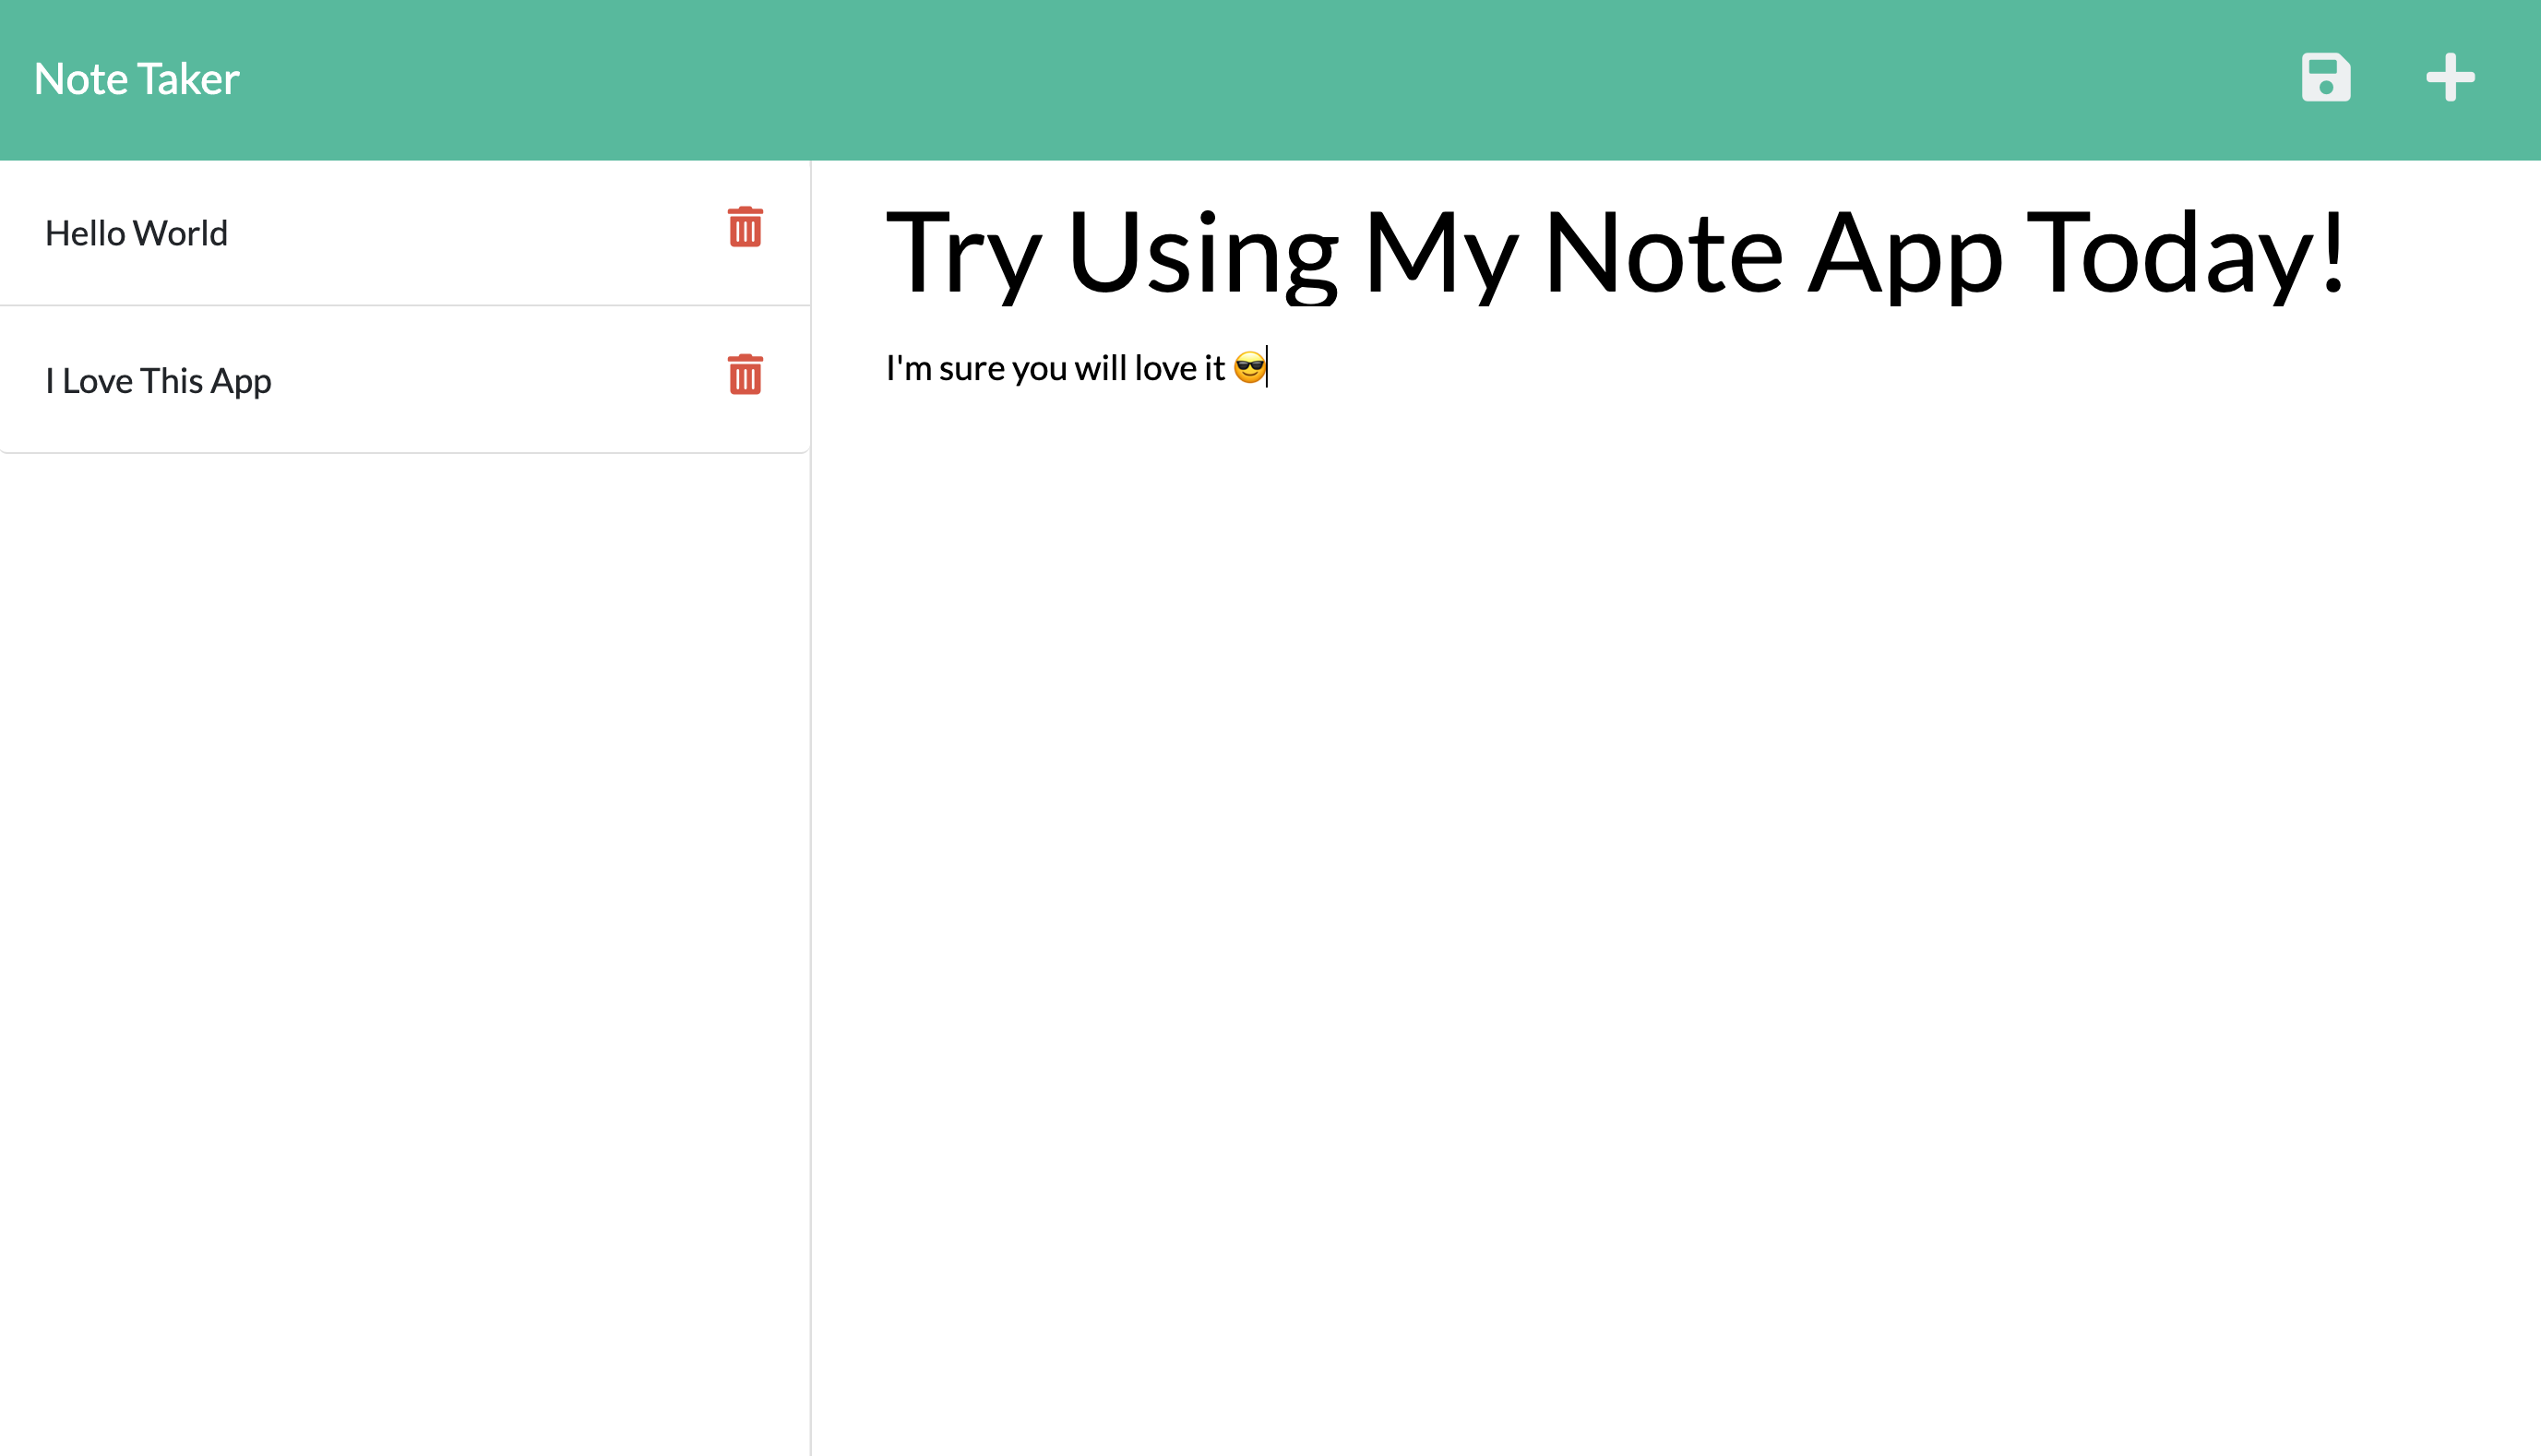 Note Taker
Hello World
I Love This App
Try Using My Note App Today!
I'm sure you will love it 😎